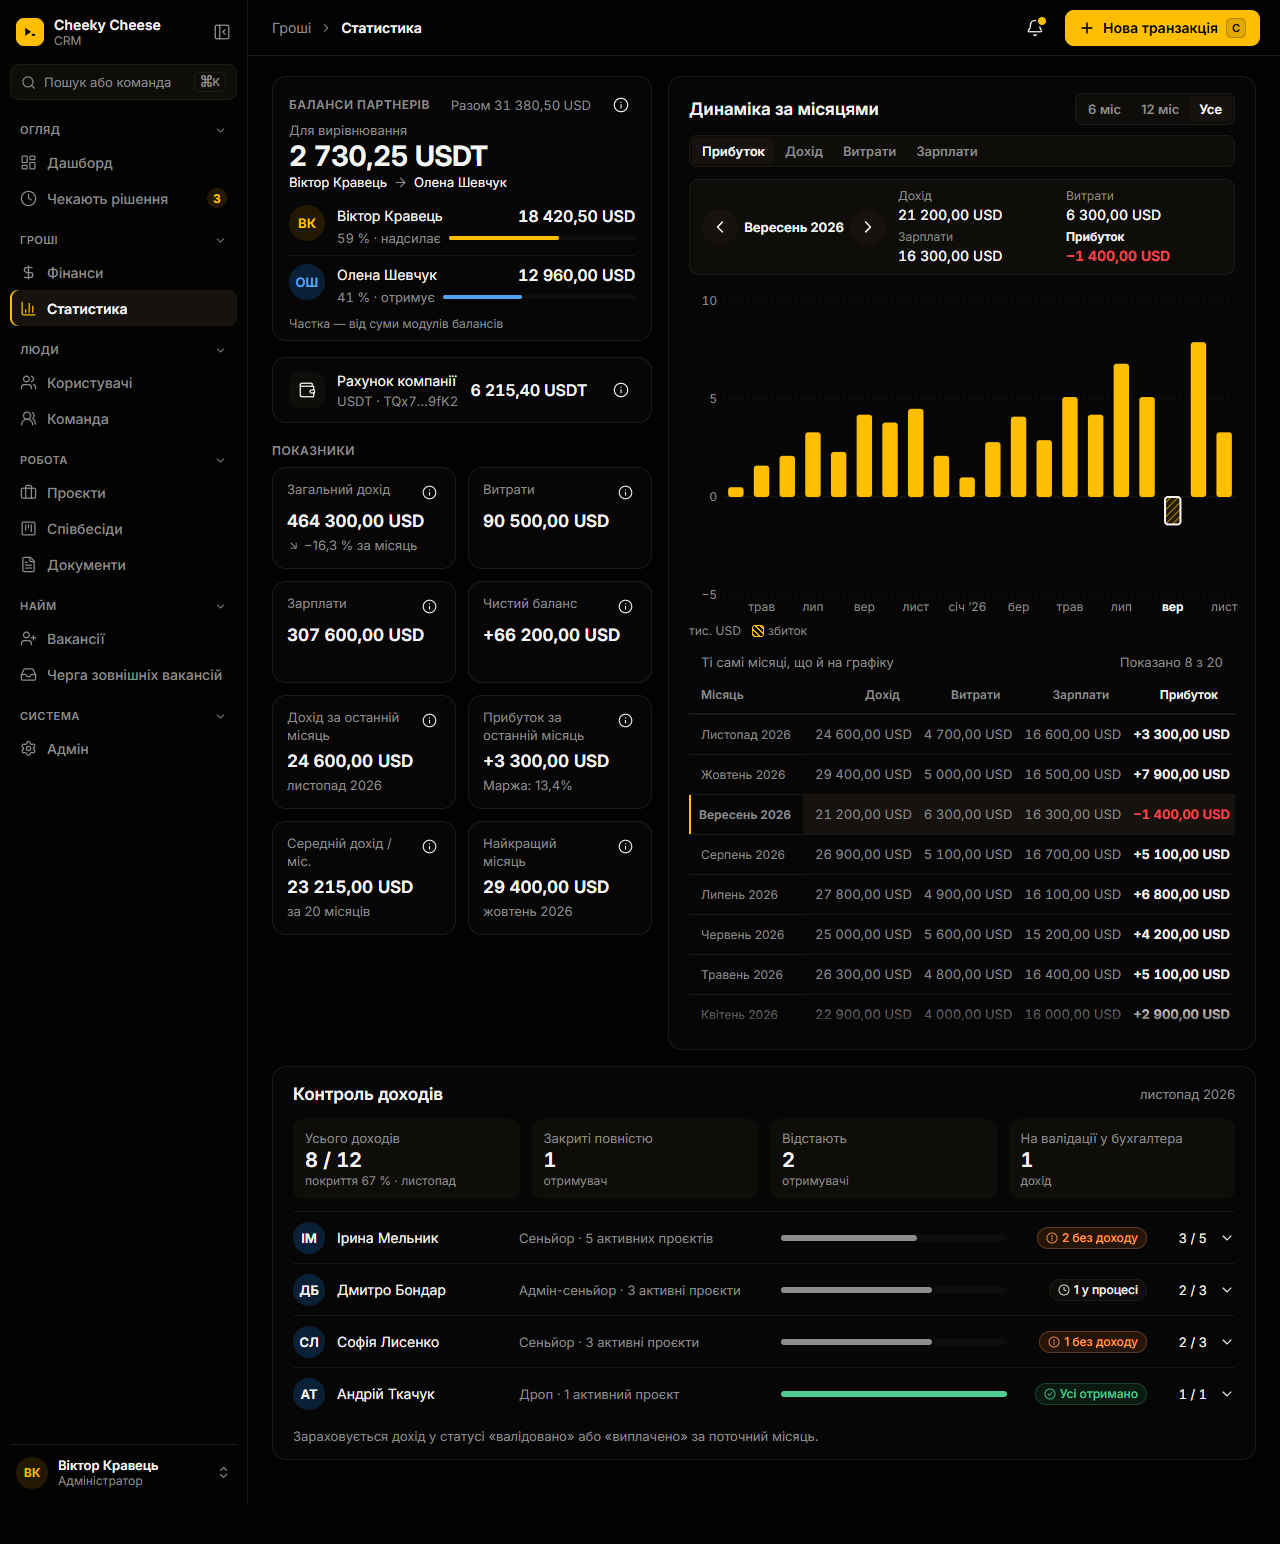 Cheeky Cheese
CRM
Пошук або команда
⌘K
ОГЛЯД
Дашборд
Чекають рішення
3
ГРОШІ
Фінанси
Статистика
ЛЮДИ
Користувачі
Команда
РОБОТА
Проєкти
Співбесіди
Документи
НАЙМ
Вакансії
Черга зовнішніх вакансій
СИСТЕМА
Адмін
ВК
Віктор Кравець
Адміністратор
Гроші
Статистика
Нова транзакція
C
БАЛАНСИ ПАРТНЕРІВ
Разом 31 380,50 USD
Для вирівнювання
2 730,25 USDT
Віктор Кравець → Олена Шевчук
ВК
Віктор Кравець
18 420,50 USD
59 % · надсилає
ОШ
Олена Шевчук
12 960,00 USD
41 % · отримує
Частка — від суми модулів балансів
Рахунок компанії
USDT · TQx7…9fK2
6 215,40 USDT
ПОКАЗНИКИ
Загальний дохід
464 300,00 USD
−16,3 % за місяць
Витрати
90 500,00 USD
Зарплати
307 600,00 USD
Чистий баланс
+66 200,00 USD
Дохід за останній
місяць
24 600,00 USD
листопад 2026
Прибуток за
останній місяць
+3 300,00 USD
Маржа: 13,4%
Середній дохід /
міс.
23 215,00 USD
за 20 місяців
Найкращий
місяць
29 400,00 USD
жовтень 2026
Динаміка за місяцями
6 міс 12 міс Усе
Прибуток Дохід Витрати Зарплати
Вересень 2026
Дохід
21 200,00 USD
Витрати
6 300,00 USD
Зарплати
16 300,00 USD
Прибуток
−1 400,00 USD
10
5
0
−5
трав лип вер лист січ ’26 бер трав лип вер лист
тис. USD збиток
Ті самі місяці, що й на графіку
Показано 8 з 20
Місяць Дохід Витрати Зарплати Прибуток
Листопад 2026 24 600,00 USD 4 700,00 USD 16 600,00 USD +3 300,00 USD
Жовтень 2026 29 400,00 USD 5 000,00 USD 16 500,00 USD +7 900,00 USD
Вересень 2026 21 200,00 USD 6 300,00 USD 16 300,00 USD −1 400,00 USD
Серпень 2026 26 900,00 USD 5 100,00 USD 16 700,00 USD +5 100,00 USD
Липень 2026 27 800,00 USD 4 900,00 USD 16 100,00 USD +6 800,00 USD
Червень 2026 25 000,00 USD 5 600,00 USD 15 200,00 USD +4 200,00 USD
Травень 2026 26 300,00 USD 4 800,00 USD 16 400,00 USD +5 100,00 USD
Квітень 2026 22 900,00 USD 4 000,00 USD 16 000,00 USD +2 900,00 USD
Контроль доходів
листопад 2026
Усього доходів
8 / 12
покриття 67 % · листопад
Закриті повністю
1
отримувач
Відстають
2
отримувачі
На валідації у бухгалтера
1
дохід
ІМ Ірина Мельник Сеньйор · 5 активних проєктів 2 без доходу 3 / 5
ДБ Дмитро Бондар Адмін-сеньйор · 3 активні проєкти 1 у процесі 2 / 3
СЛ Софія Лисенко Сеньйор · 3 активні проєкти 1 без доходу 2 / 3
АТ Андрій Ткачук Дроп · 1 активний проєкт Усі отримано 1 / 1
Зараховується дохід у статусі «валідовано» або «виплачено» за поточний місяць.